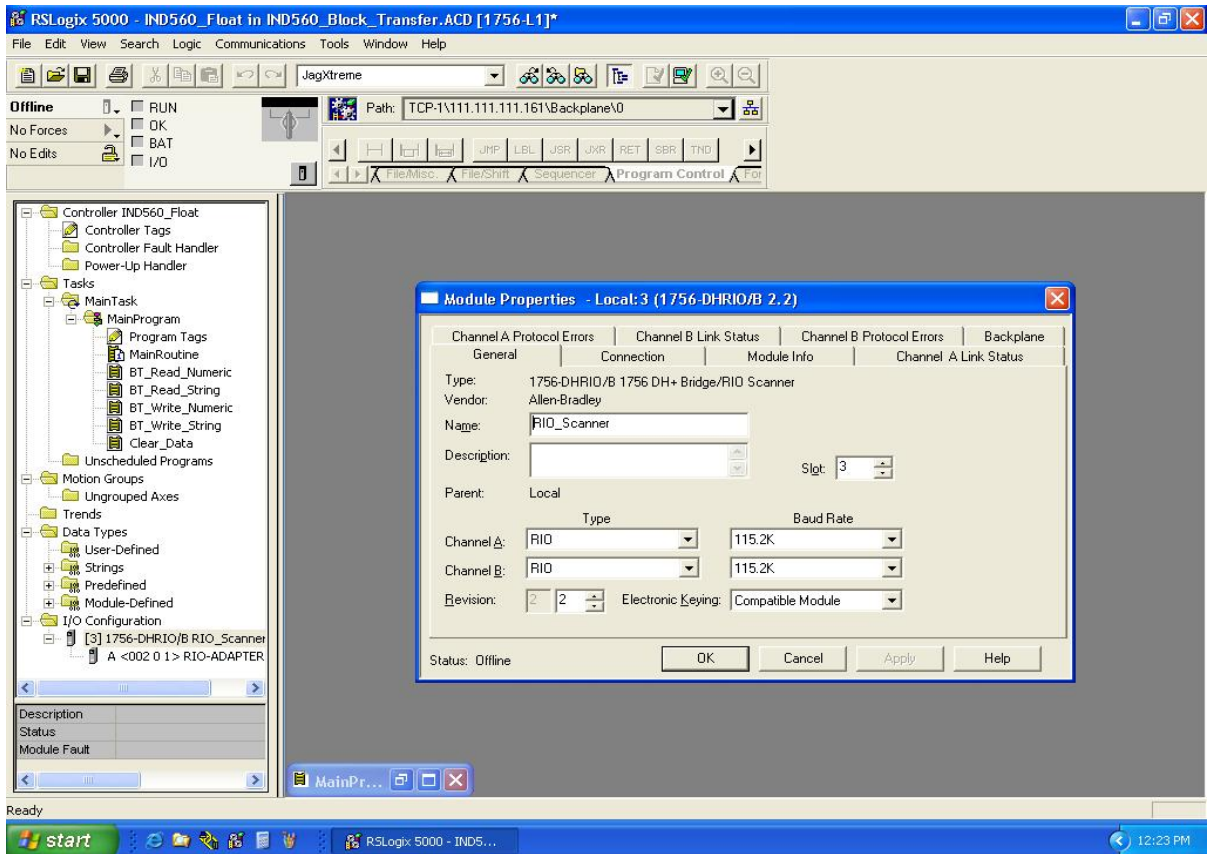 RSLogix 5000 - IND560_Float in IND560_Block_Transfer.ACD [1756-L1]*
File Edit View Search Logic Communications Tools Window Help
JagXtreme
Offline
RUN
No Forces
OK
BAT
No Edits
I/O
Path: TCP-1\111.111.111.161\Backplane\0
JMP LBL JSR JXR RET SBR TND
File/Misc. File/Shift Sequencer Program Control For
Controller IND560_Float
Controller Tags
Controller Fault Handler
Power-Up Handler
Tasks
MainTask
MainProgram
Program Tags
MainRoutine
BT_Read_Numeric
BT_Read_String
BT_Write_Numeric
BT_Write_String
Clear_Data
Unscheduled Programs
Motion Groups
Ungrouped Axes
Trends
Data Types
User-Defined
Strings
Predefined
Module-Defined
I/O Configuration
[3] 1756-DHRIO/B RIO_Scanner
A <002 0 1> RIO-ADAPTER
Description
Status
Module Fault
Module Properties - Local:3 (1756-DHRIO/B 2.2)
Channel A Protocol Errors Channel B Link Status Channel B Protocol Errors Backplane
General Connection Module Info Channel A Link Status
Type: 1756-DHRIO/B 1756 DH+ Bridge/RIO Scanner
Vendor: Allen-Bradley
Name: RIO_Scanner
Description:
Slot: 3
Parent: Local
Type Baud Rate
Channel A: RIO 115.2K
Channel B: RIO 115.2K
Revision: 2 2 Electronic Keying: Compatible Module
Status: Offline OK Cancel Apply Help
MainPr...
Ready
start RSLogix 5000 - IND5... 12:23 PM